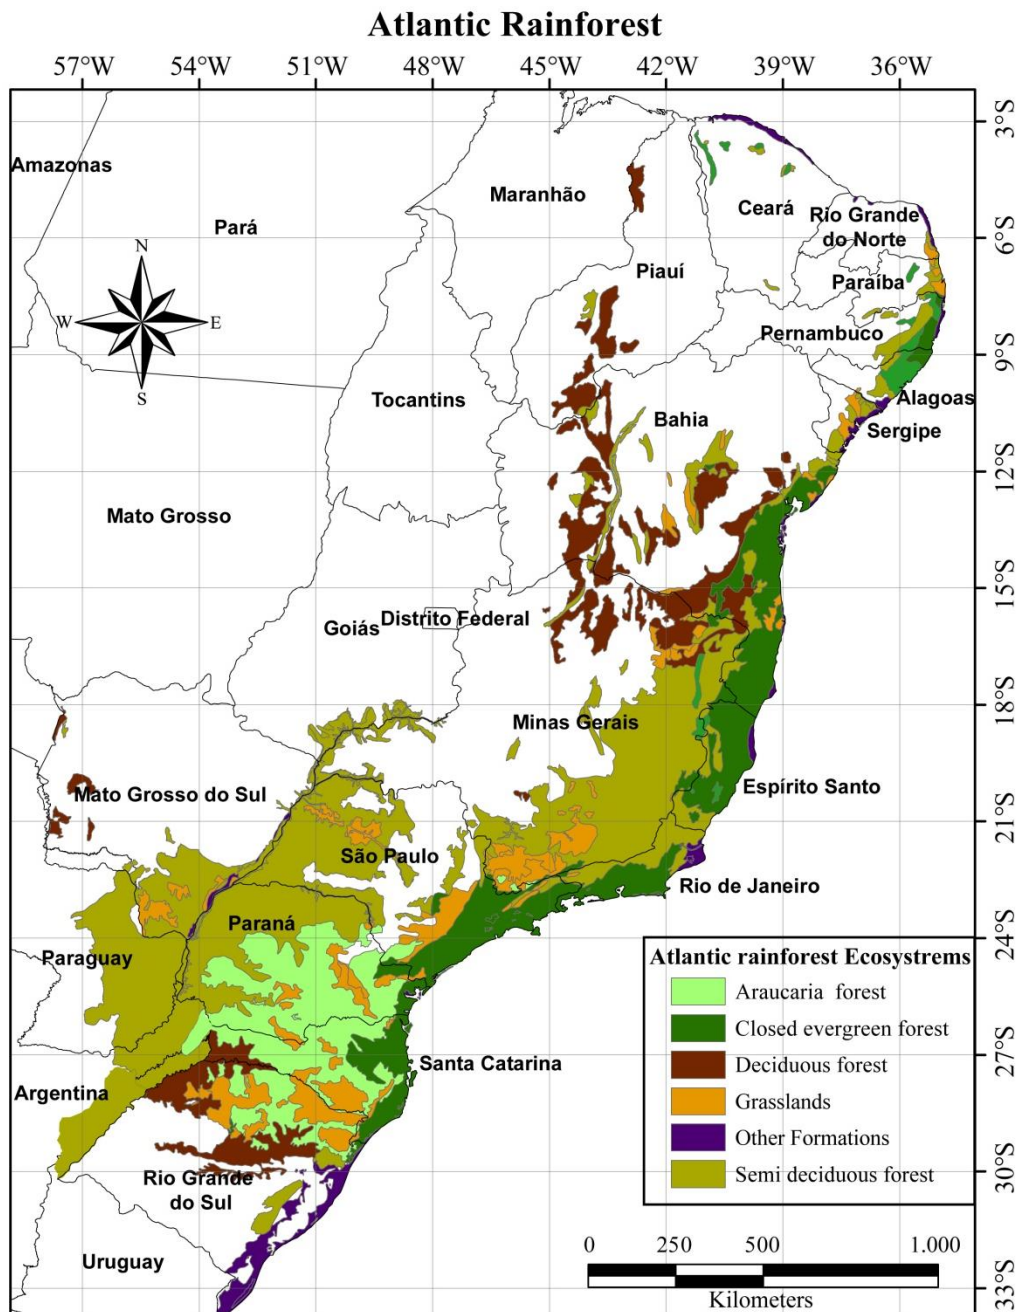 Atlantic Rainforest
57°W 54°W 51°W 48°W 45°W 42°W 39°W 36°W
3°S
Amazonas
Maranhão
Ceará
Rio Grande
do Norte
Pará
6°S
N
Piauí
Paraíba
W
E
Pernambuco
9°S
S
Tocantins
Alagoas
Bahia
Sergipe
12°S
Mato Grosso
15°S
Distrito Federal
Goiás
18°S
Minas Gerais
Espírito Santo
Mato Grosso do Sul
21°S
São Paulo
Rio de Janeiro
Paraná
24°S
Paraguay
Atlantic rainforest Ecosystrems
Araucaria forest
Closed evergreen forest
27°S
Santa Catarina
Deciduous forest
Argentina
Grasslands
Other Formations
30°S
Semi deciduous forest
Rio Grande
do Sul
Uruguay
0 250 500 1.000
33°S
Kilometers